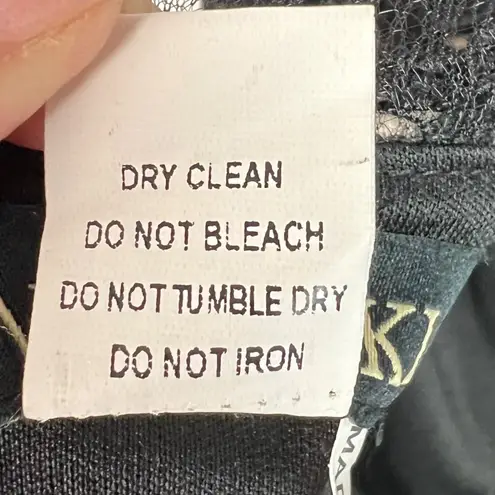 DRY CLEAN
DO NOT BLEACH
DO NOT TUMBLE DRY
DO NOT IRON